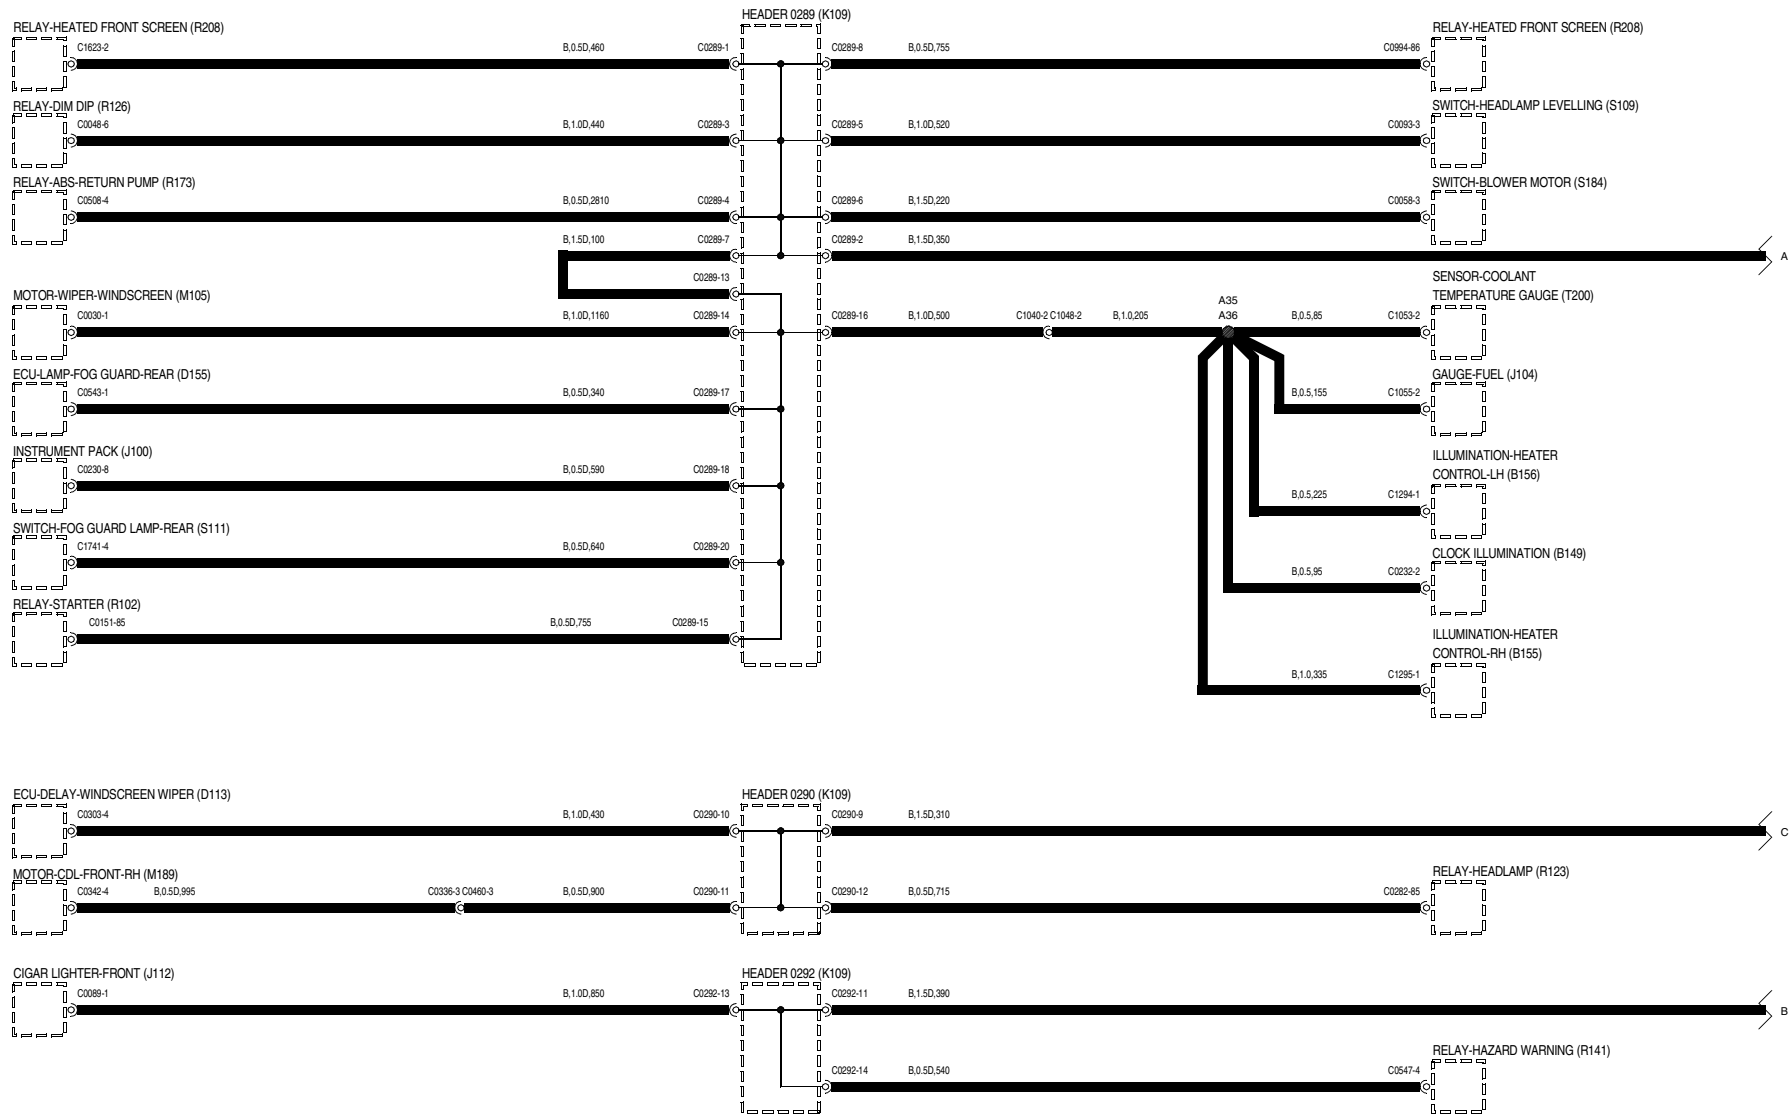 HEADER 0289 (K109)
RELAY-HEATED FRONT SCREEN (R208)
RELAY-HEATED FRONT SCREEN (R208)
C1623-2 B,0.5D,460 C0289-1 C0289-8 B,0.5D,755 C0994-86
RELAY-DIM DIP (R126)
SWITCH-HEADLAMP LEVELLING (S109)
C0048-6 B,1.0D,440 C0289-3 C0289-5 B,1.0D,520 C0093-3
RELAY-ABS-RETURN PUMP (R173)
SWITCH-BLOWER MOTOR (S184)
C0508-4 B,0.5D,2810 C0289-4 C0289-6 B,1.5D,220 C0058-3
B,1.5D,100 C0289-7 C0289-2 B,1.5D,350
A
C0289-13
SENSOR-COOLANT
TEMPERATURE GAUGE (T200)
MOTOR-WIPER-WINDSCREEN (M105)
A35
C0030-1 B,1.0D,1160 C0289-14 C0289-16 B,1.0D,500 C1040-2 C1048-2 B,1.0,205 A36 B,0.5,85 C1053-2
ECU-LAMP-FOG GUARD-REAR (D155)
GAUGE-FUEL (J104)
C0543-1 B,0.5D,340 C0289-17 B,0.5,155 C1055-2
INSTRUMENT PACK (J100)
ILLUMINATION-HEATER
CONTROL-LH (B156)
C0230-8 B,0.5D,590 C0289-18
B,0.5,225 C1294-1
SWITCH-FOG GUARD LAMP-REAR (S111)
C1741-4 B,0.5D,640 C0289-20
CLOCK ILLUMINATION (B149)
B,0.5,95 C0232-2
RELAY-STARTER (R102)
C0151-85 B,0.5D,755 C0289-15
ILLUMINATION-HEATER
CONTROL-RH (B155)
B,1.0,335 C1295-1
ECU-DELAY-WINDSCREEN WIPER (D113)
HEADER 0290 (K109)
C0303-4 B,1.0D,430 C0290-10 C0290-9 B,1.5D,310
C
MOTOR-CDL-FRONT-RH (M189)
RELAY-HEADLAMP (R123)
C0342-4 B,0.5D,995 C0336-3 C0460-3 B,0.5D,900 C0290-11 C0290-12 B,0.5D,715 C0282-85
CIGAR LIGHTER-FRONT (J112)
HEADER 0292 (K109)
C0089-1 B,1.0D,850 C0292-13 C0292-11 B,1.5D,390
B
RELAY-HAZARD WARNING (R141)
C0292-14 B,0.5D,540 C0547-4